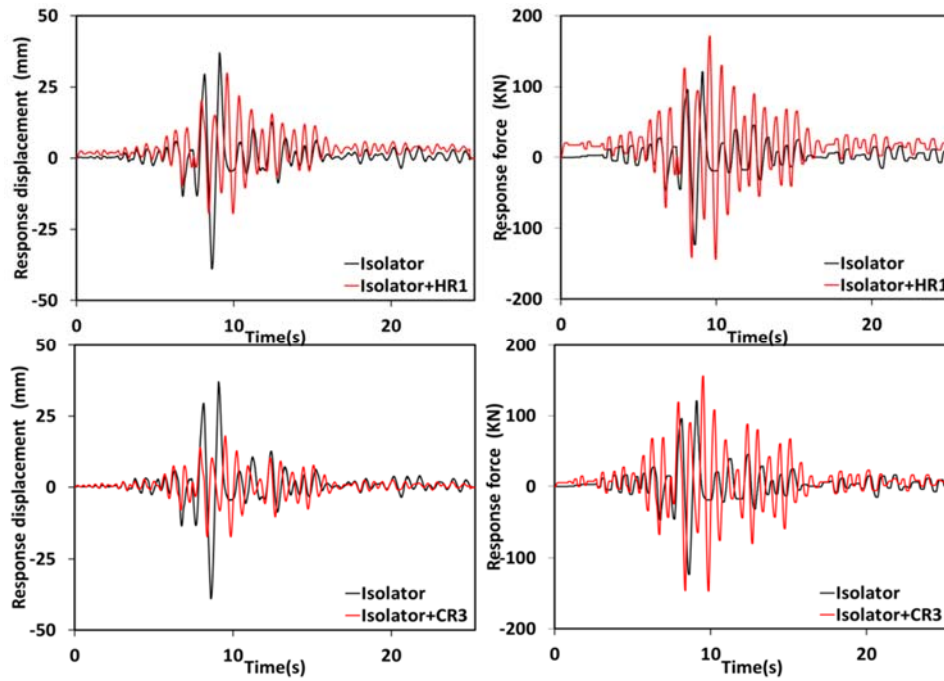 Response displacement (mm)
50
25
0
-25
-50
0
10
20
Time(s)
Isolator
Isolator+HR1
Response force (KN)
200
100
0
-100
-200
0
10
20
Time(s)
Isolator
Isolator+HR1
Response displacement (mm)
50
25
0
-25
-50
0
10
20
Time(s)
Isolator
Isolator+CR3
Response force (KN)
200
100
0
-100
-200
0
10
20
Time(s)
Isolator
Isolator+CR3